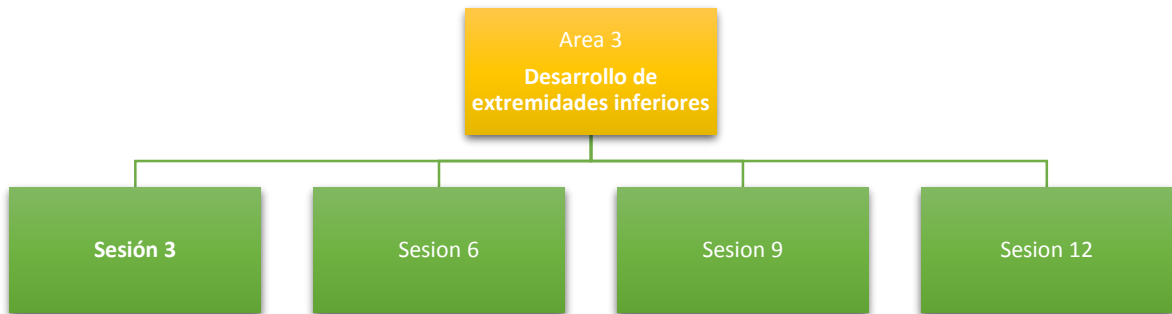 Area 3
Desarrollo de
extremidades inferiores
Sesión 3
Sesion 6
Sesion 9
Sesion 12